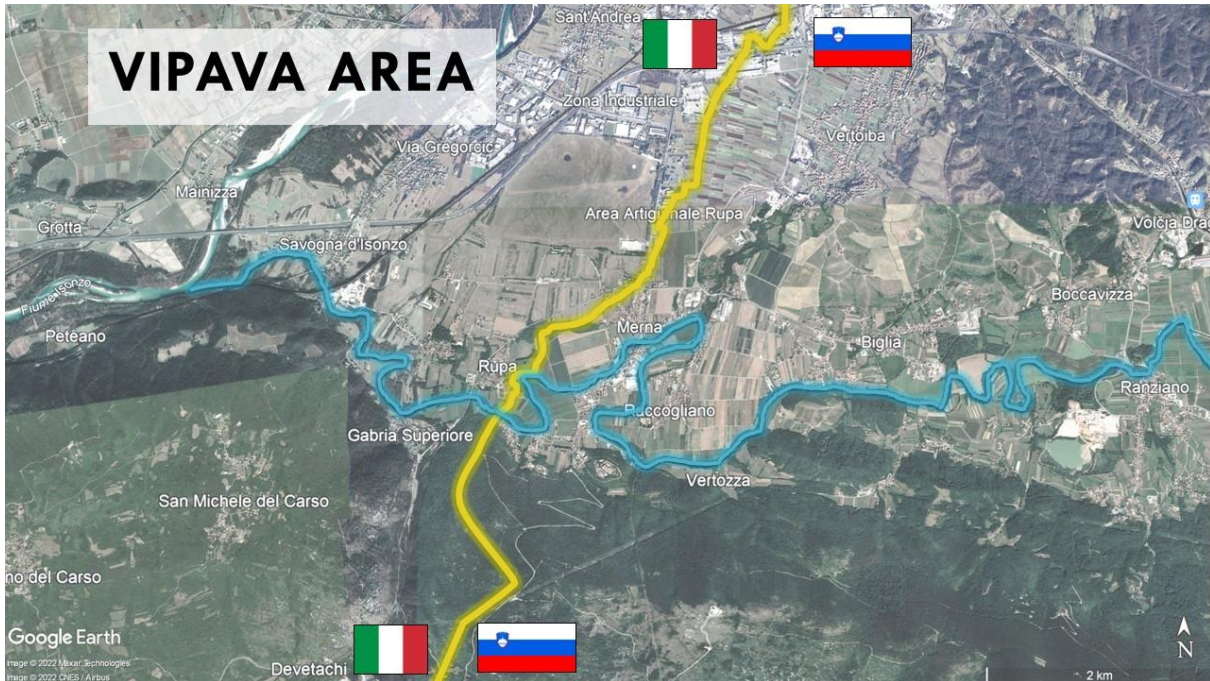 Sant'Andrea
VIPAVA AREA
Zona Industriale
Via Gregorcic
Vertoiba
Mainizza
Area Artigianale Rupa
Grotta
Volčja Drag
Savogna d'Isonzo
Fiume Isonzo
Boccavizza
Peteano
Merna
Biglia
Rupa
Ranziano
Raccogliano
Gabria Superiore
Vertozza
San Michele del Carso
no del Carso
Google Earth
Image © 2022 Maxar Technologies
Image © 2022 CNES / Airbus
Devetachi
N
2 km